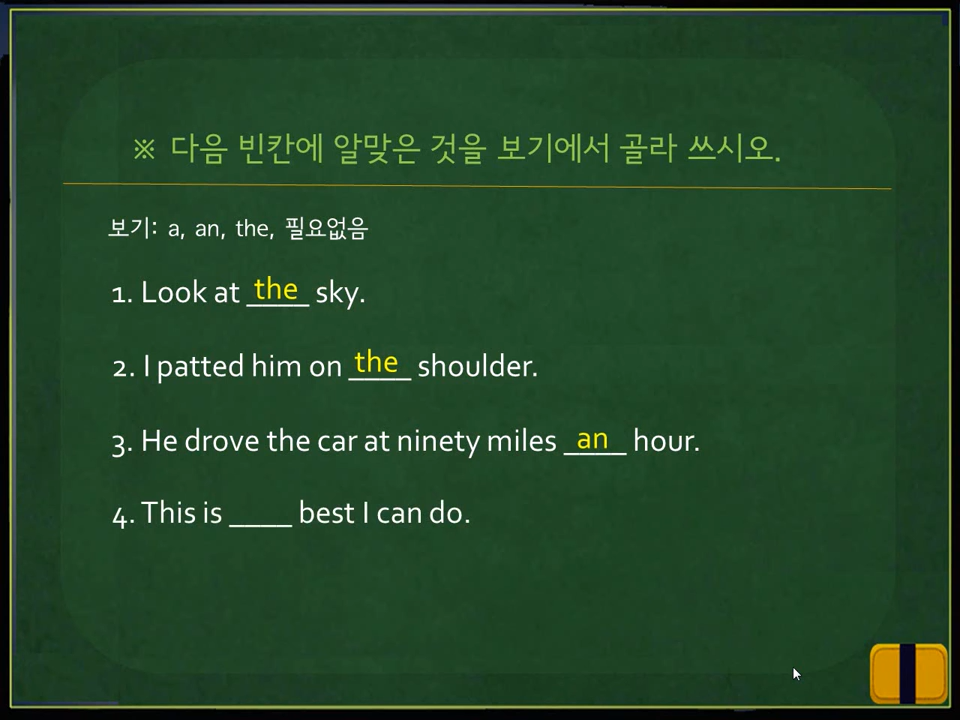 ※ 다음 빈칸에 알맞은 것을 보기에서 골라 쓰시오.
보기: a, an, the, 필요없음
1. Look at the sky.
2. I patted him on the shoulder.
3. He drove the car at ninety miles an hour.
4. This is ____ best I can do.